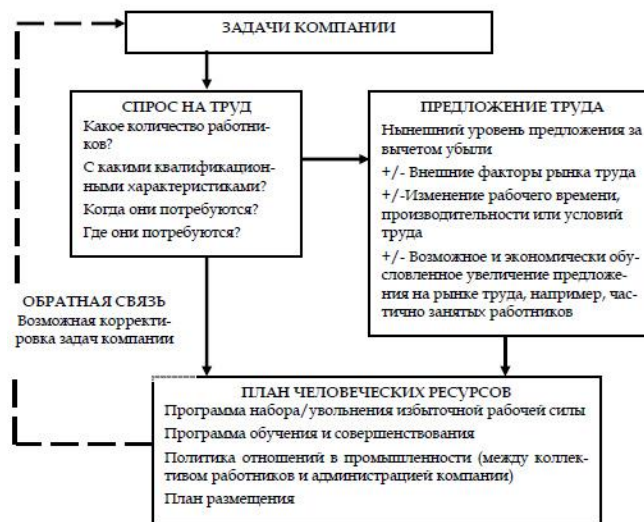 ЗАДАЧИ КОМПАНИИ
СПРОС НА ТРУД
Какое количество работни-
ков?
С какими квалификацион-
ными характеристиками?
Когда они потребуются?
Где они потребуются?
ПРЕДЛОЖЕНИЕ ТРУДА
Нынешний уровень предложения за
вычетом убыли
+/- Внешние факторы рынка труда
+/-Изменение рабочего времени,
производительности или условий
труда
+/- Возможное и экономически обу-
словленное увеличение предложе-
ния на рынке труда, например, час-
тично занятых работников
ОБРАТНАЯ СВЯЗЬ
Возможная корректи-
ровка задач компании
ПЛАН ЧЕЛОВЕЧЕСКИХ РЕСУРСОВ
Программа набора/увольнения избыточной рабочей силы
Программа обучения и совершенствования
Политика отношений в промышленности (между коллек-
тивом работников и администрацией компании)
План размещения